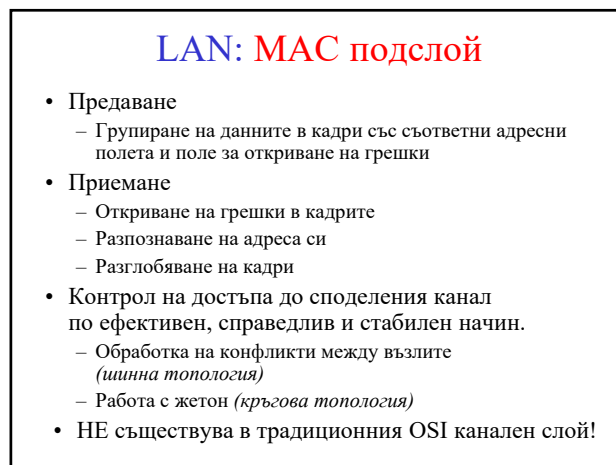 LAN: MAC подслой
• Предаване
– Групиране на данните в кадри със съответни адресни
полета и поле за откриване на грешки
• Приемане
– Откриване на грешки в кадрите
– Разпознаване на адреса си
– Разглобяване на кадри
• Контрол на достъпа до споделения канал
по ефективен, справедлив и стабилен начин.
– Обработка на конфликти между възлите
(шинна топология)
– Работа с жетон (кръгова топология)
• НЕ съществува в традиционния OSI канален слой!